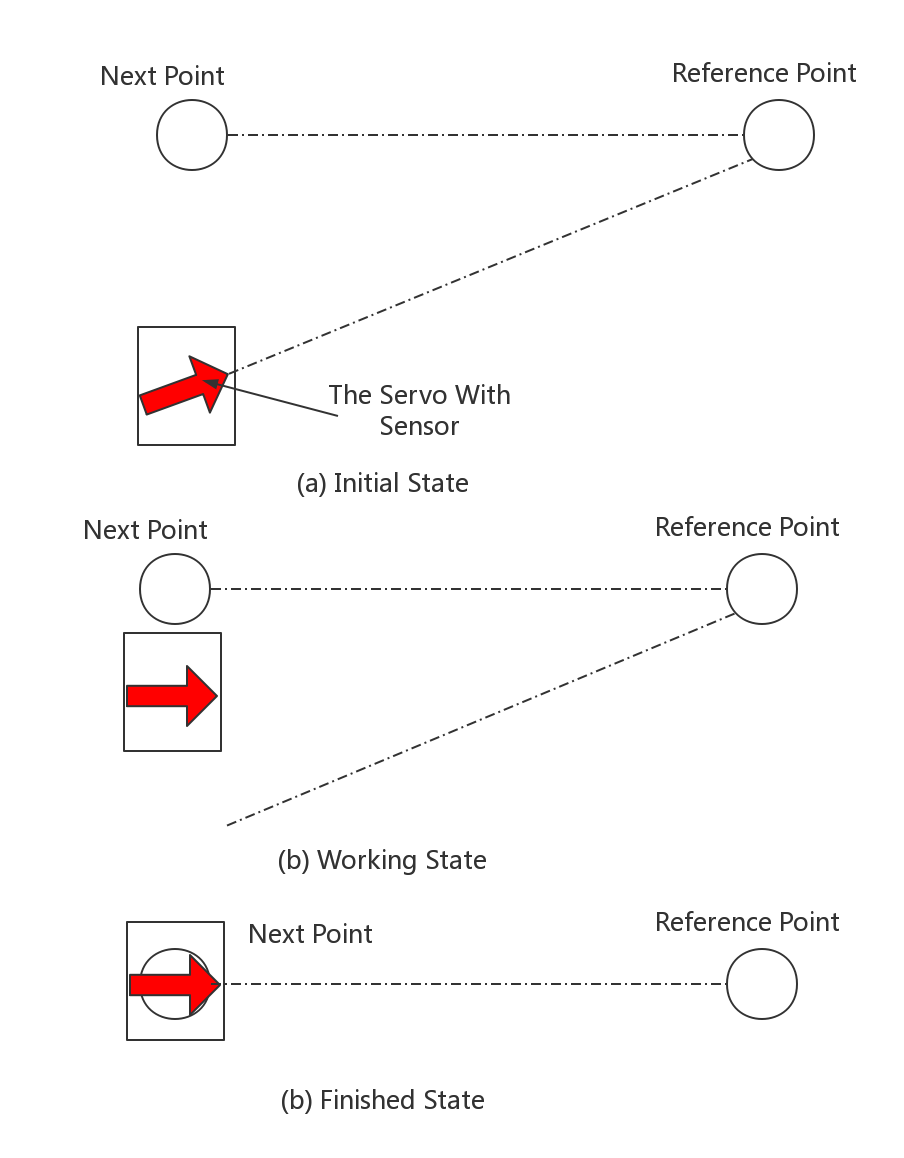 Next Point
Reference Point
The Servo With
Sensor
(a) Initial State
Next Point
Reference Point
(b) Working State
Next Point
Reference Point
(b) Finished State